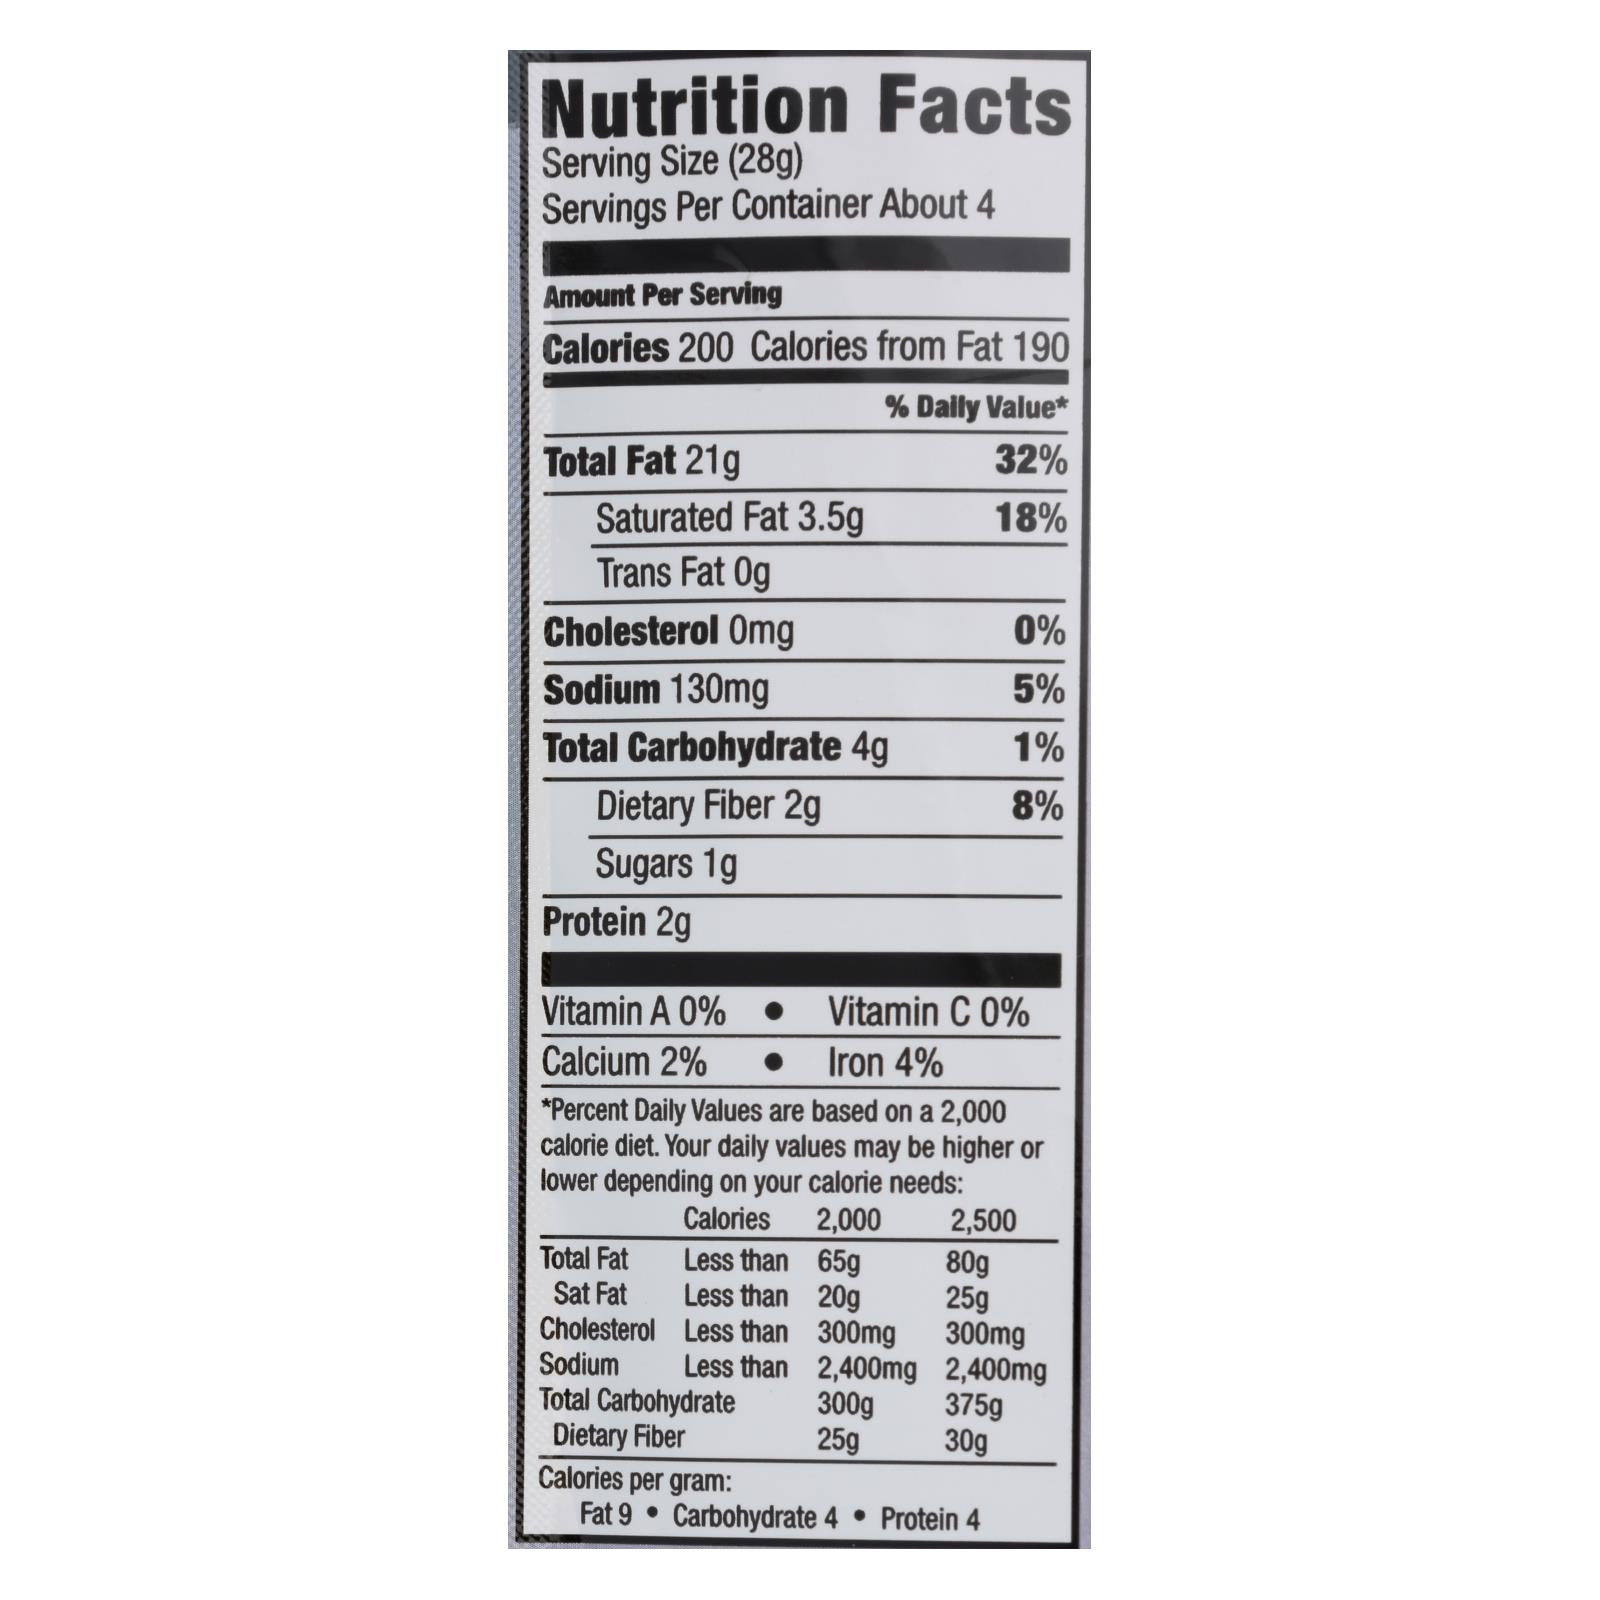 Nutrition Facts
Serving Size (28g)
Servings Per Container About 4
Amount Per Serving
Calories 200 Calories from Fat 190
% Daily Value*
Total Fat 21g 32%
Saturated Fat 3.5g 18%
Trans Fat 0g
Cholesterol 0mg 0%
Sodium 130mg 5%
Total Carbohydrate 4g 1%
Dietary Fiber 2g 8%
Sugars 1g
Protein 2g
Vitamin A 0% • Vitamin C 0%
Calcium 2% • Iron 4%
*Percent Daily Values are based on a 2,000
calorie diet. Your daily values may be higher or
lower depending on your calorie needs:
Calories 2,000 2,500
Total Fat Less than 65g 80g
Sat Fat Less than 20g 25g
Cholesterol Less than 300mg 300mg
Sodium Less than 2,400mg 2,400mg
Total Carbohydrate 300g 375g
Dietary Fiber 25g 30g
Calories per gram:
Fat 9 • Carbohydrate 4 • Protein 4